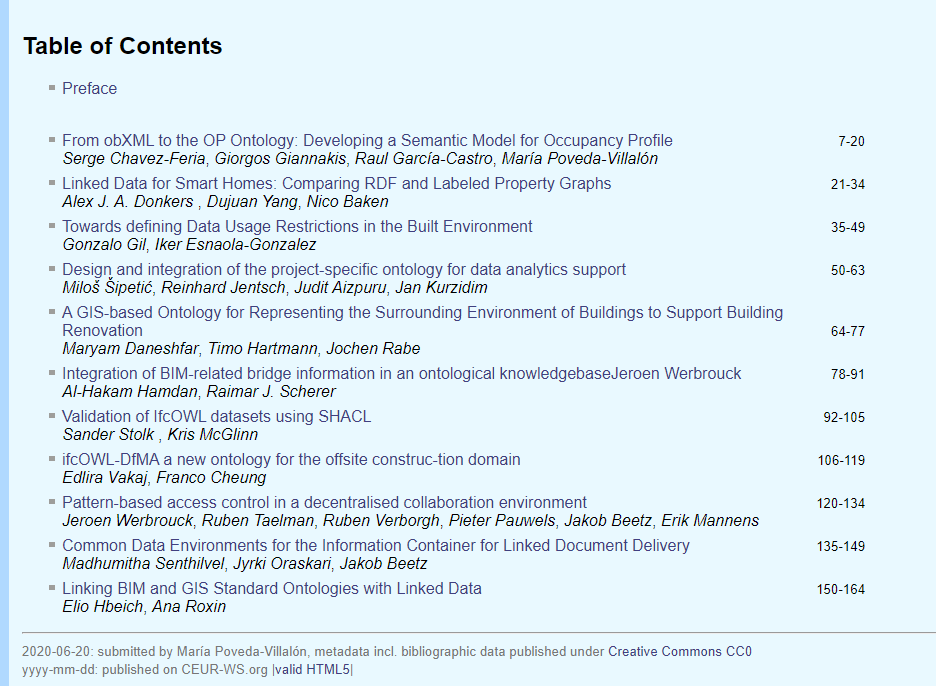 Table of Contents
Preface
From obXML to the OP Ontology: Developing a Semantic Model for Occupancy Profile 7-20
Serge Chavez-Feria, Giorgos Giannakis, Raul García-Castro, María Poveda-Villalón
Linked Data for Smart Homes: Comparing RDF and Labeled Property Graphs 21-34
Alex J. A. Donkers , Dujuan Yang, Nico Baken
Towards defining Data Usage Restrictions in the Built Environment 35-49
Gonzalo Gil, Iker Esnaola-Gonzalez
Design and integration of the project-specific ontology for data analytics support 50-63
Miloš Šipetić, Reinhard Jentsch, Judit Aizpuru, Jan Kurzidim
A GIS-based Ontology for Representing the Surrounding Environment of Buildings to Support Building
Renovation 64-77
Maryam Daneshfar, Timo Hartmann, Jochen Rabe
Integration of BIM-related bridge information in an ontological knowledgebaseJeroen Werbrouck 78-91
Al-Hakam Hamdan, Raimar J. Scherer
Validation of IfcOWL datasets using SHACL 92-105
Sander Stolk , Kris McGlinn
ifcOWL-DfMA a new ontology for the offsite construc-tion domain 106-119
Edlira Vakaj, Franco Cheung
Pattern-based access control in a decentralised collaboration environment 120-134
Jeroen Werbrouck, Ruben Taelman, Ruben Verborgh, Pieter Pauwels, Jakob Beetz, Erik Mannens
Common Data Environments for the Information Container for Linked Document Delivery 135-149
Madhumitha Senthilvel, Jyrki Oraskari, Jakob Beetz
Linking BIM and GIS Standard Ontologies with Linked Data 150-164
Elio Hbeich, Ana Roxin
2020-06-20: submitted by María Poveda-Villalón, metadata incl. bibliographic data published under Creative Commons CC0
yyyy-mm-dd: published on CEUR-WS.org |valid HTML5|